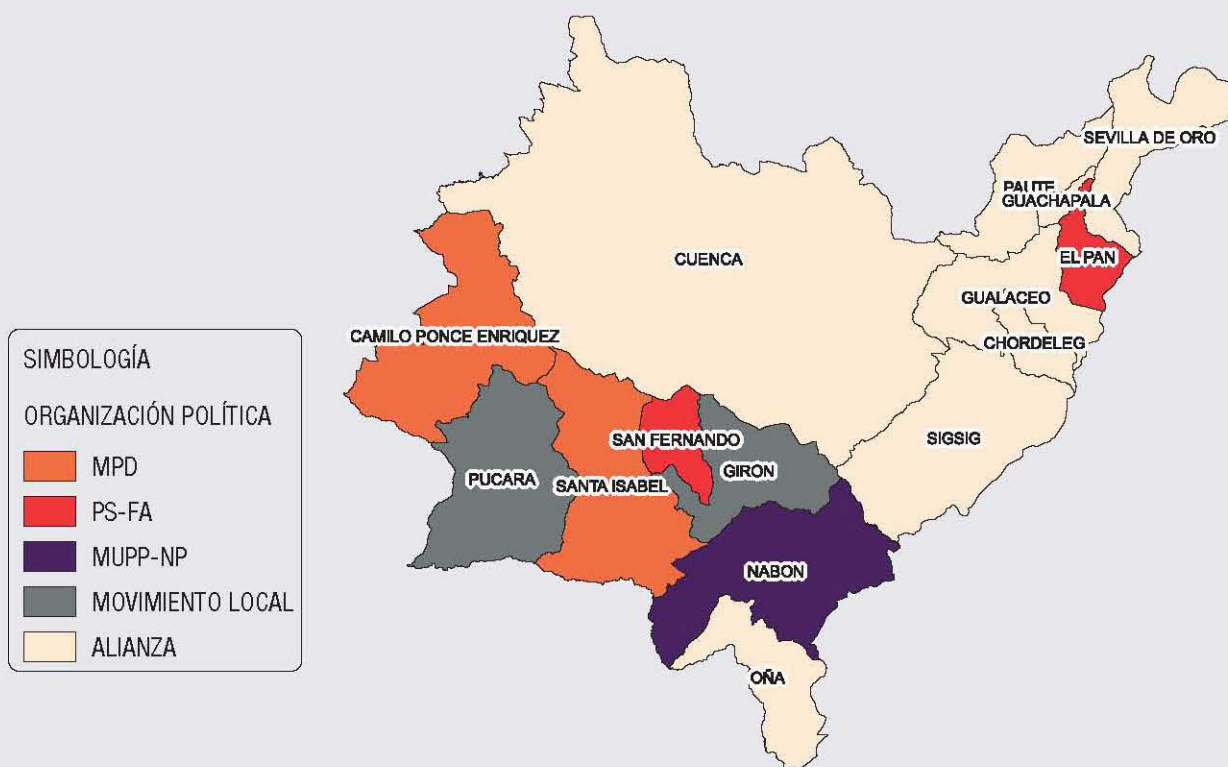 SEVILLA DE ORO
PAUTE
GUACHAPALA
CUENCA
EL PAN
GUALACEO
CAMILO PONCE ENRIQUEZ
CHORDELEG
SAN FERNANDO
SIGSIG
GIRON
PUCARA
SANTA ISABEL
NABON
OÑA
SIMBOLOGÍA
ORGANIZACIÓN POLÍTICA
MPD
PS-FA
MUPP-NP
MOVIMIENTO LOCAL
ALIANZA